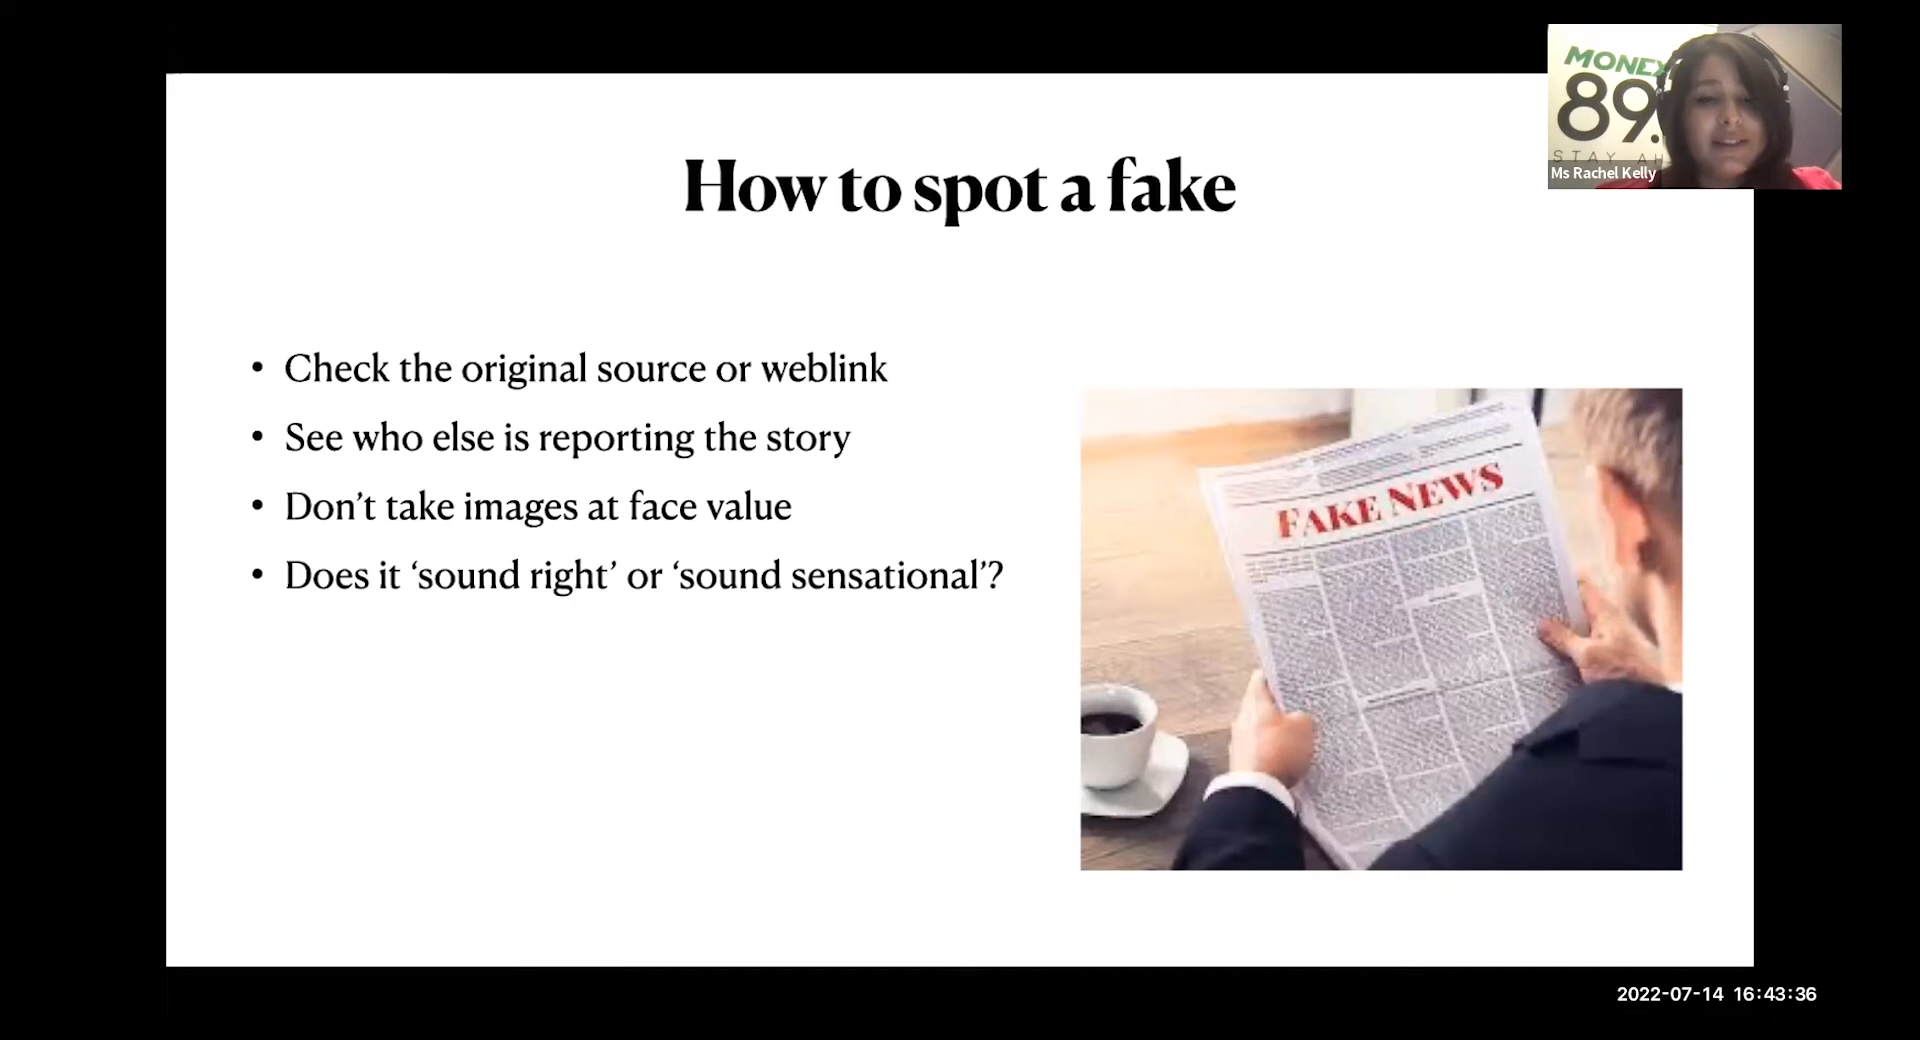 MONEY
89.
STAY AH
Ms Rachel Kelly
How to spot a fake
• Check the original source or weblink
• See who else is reporting the story
• Don’t take images at face value
• Does it ‘sound right’ or ‘sound sensational’?
FAKE NEWS
2022-07-14 16:43:36